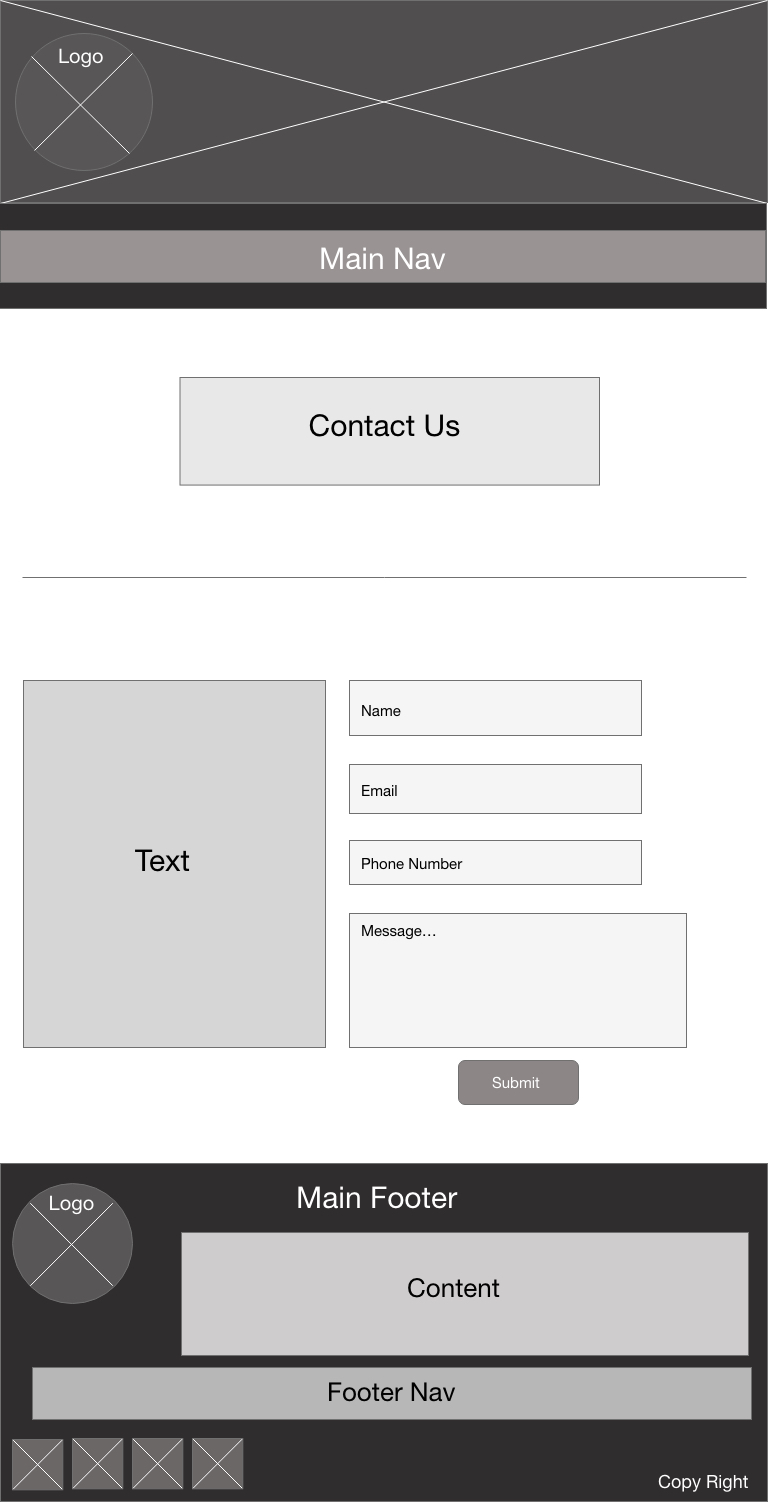 Logo
Main Nav
Contact Us
Text
Name
Email
Phone Number
Message...
Submit
Logo
Main Footer
Content
Footer Nav
Copy Right